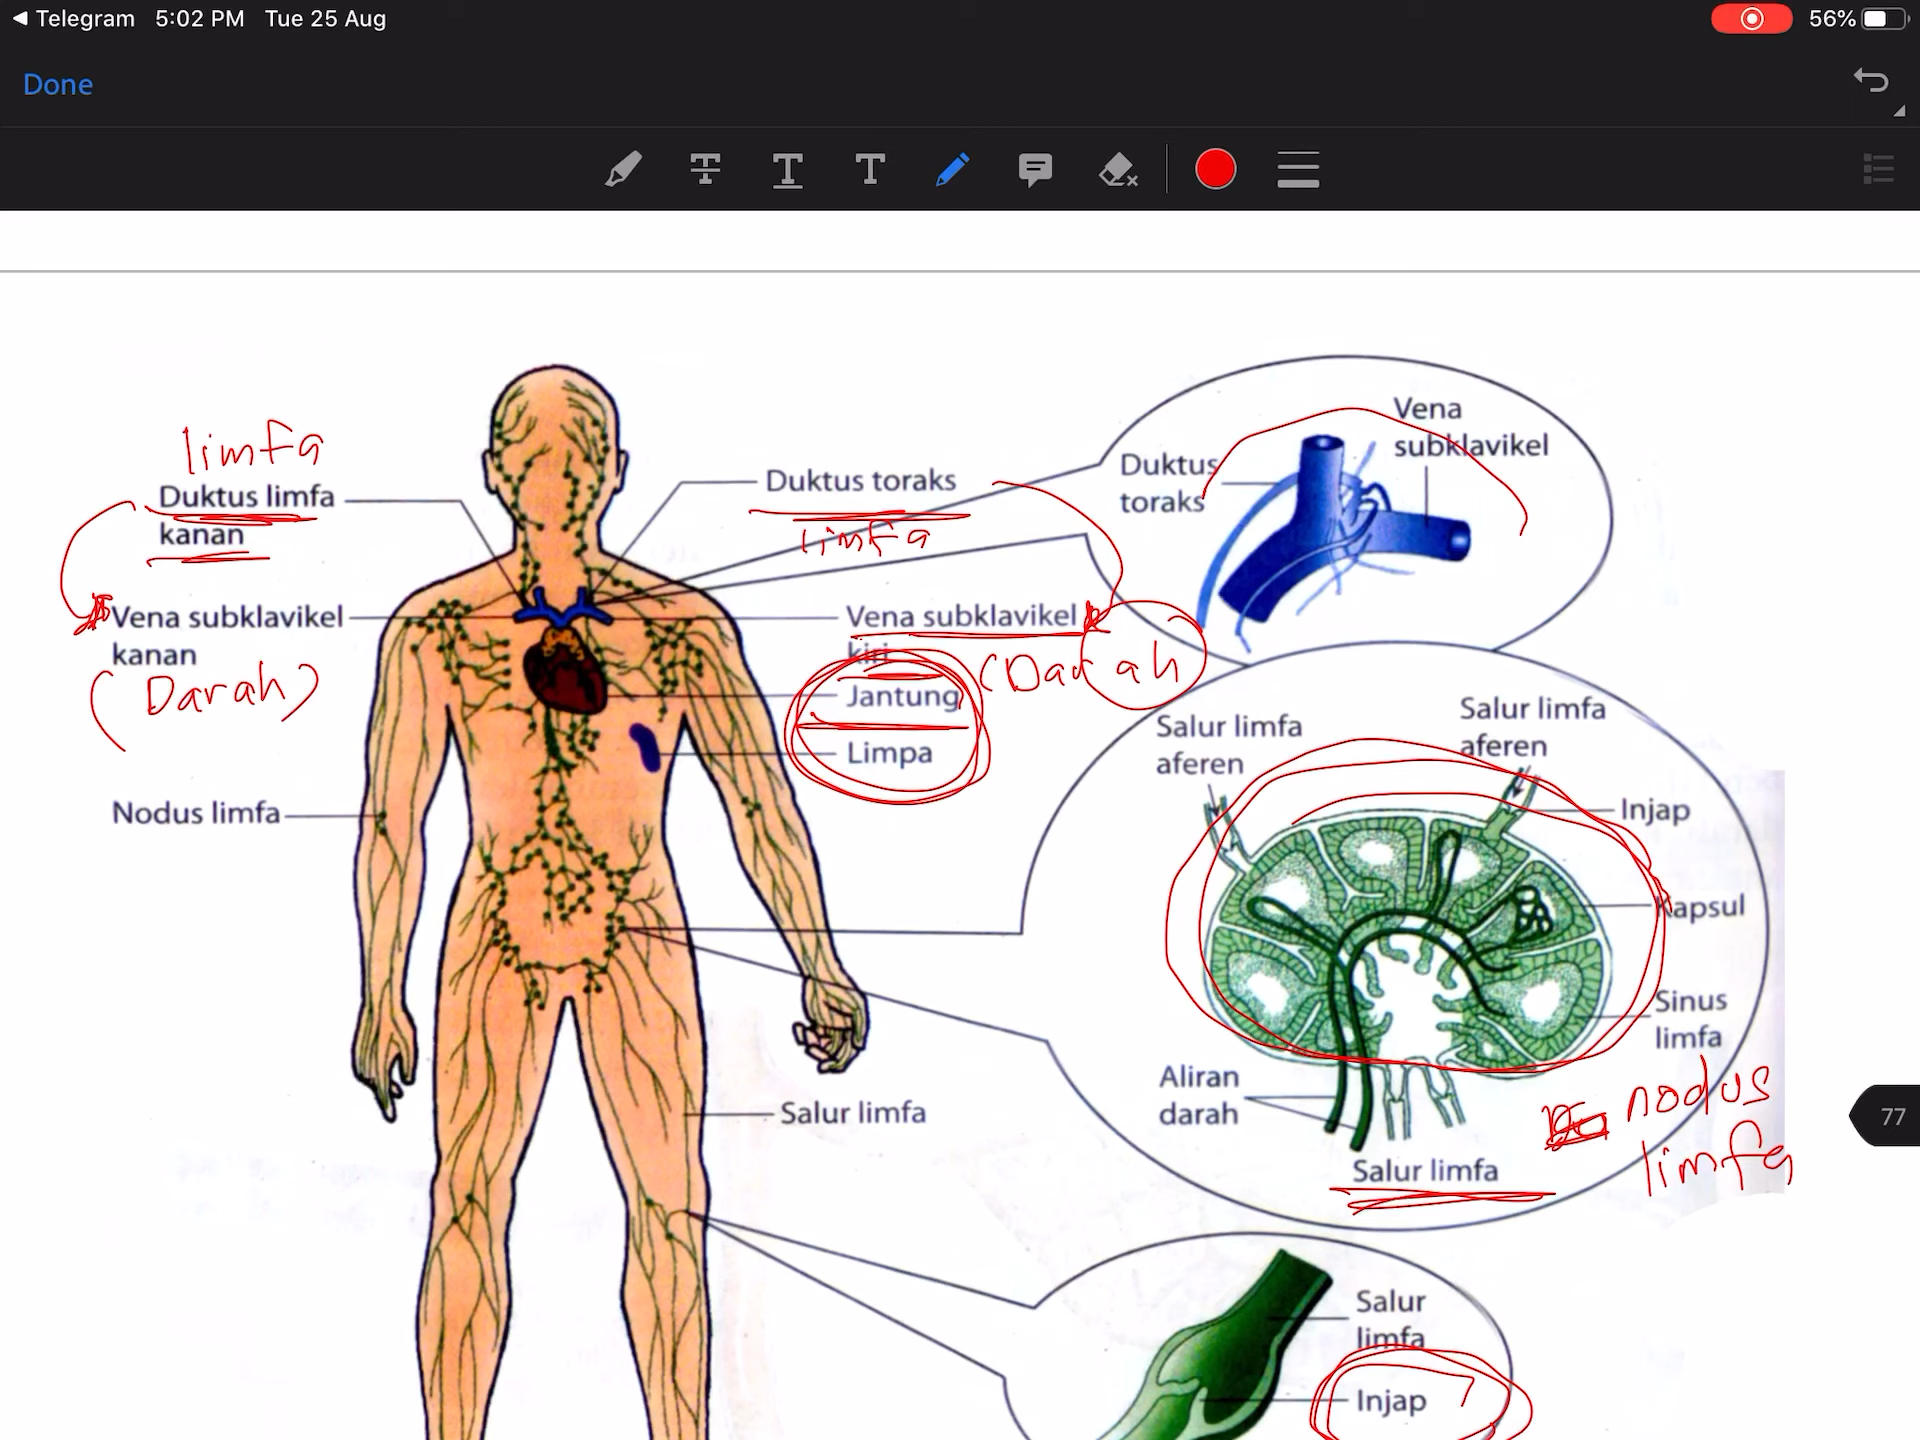 Telegram 5:02 PM Tue 25 Aug
56%
Done
limfa
Duktus limfa
kanan
Vena subklavikel
kanan
(Darah)
Nodus limfa
Duktus toraks
limfa
Vena subklavikel
kiri
(Darah)
Jantung
Limpa
Salur limfa
Duktus
toraks
Vena
subklavikel
Salur limfa
aferen
Salur limfa
aferen
Injap
Kapsul
Sinus
limfa
Aliran
darah
Salur limfa
nodus
limfa
77
Salur
limfa
Injap